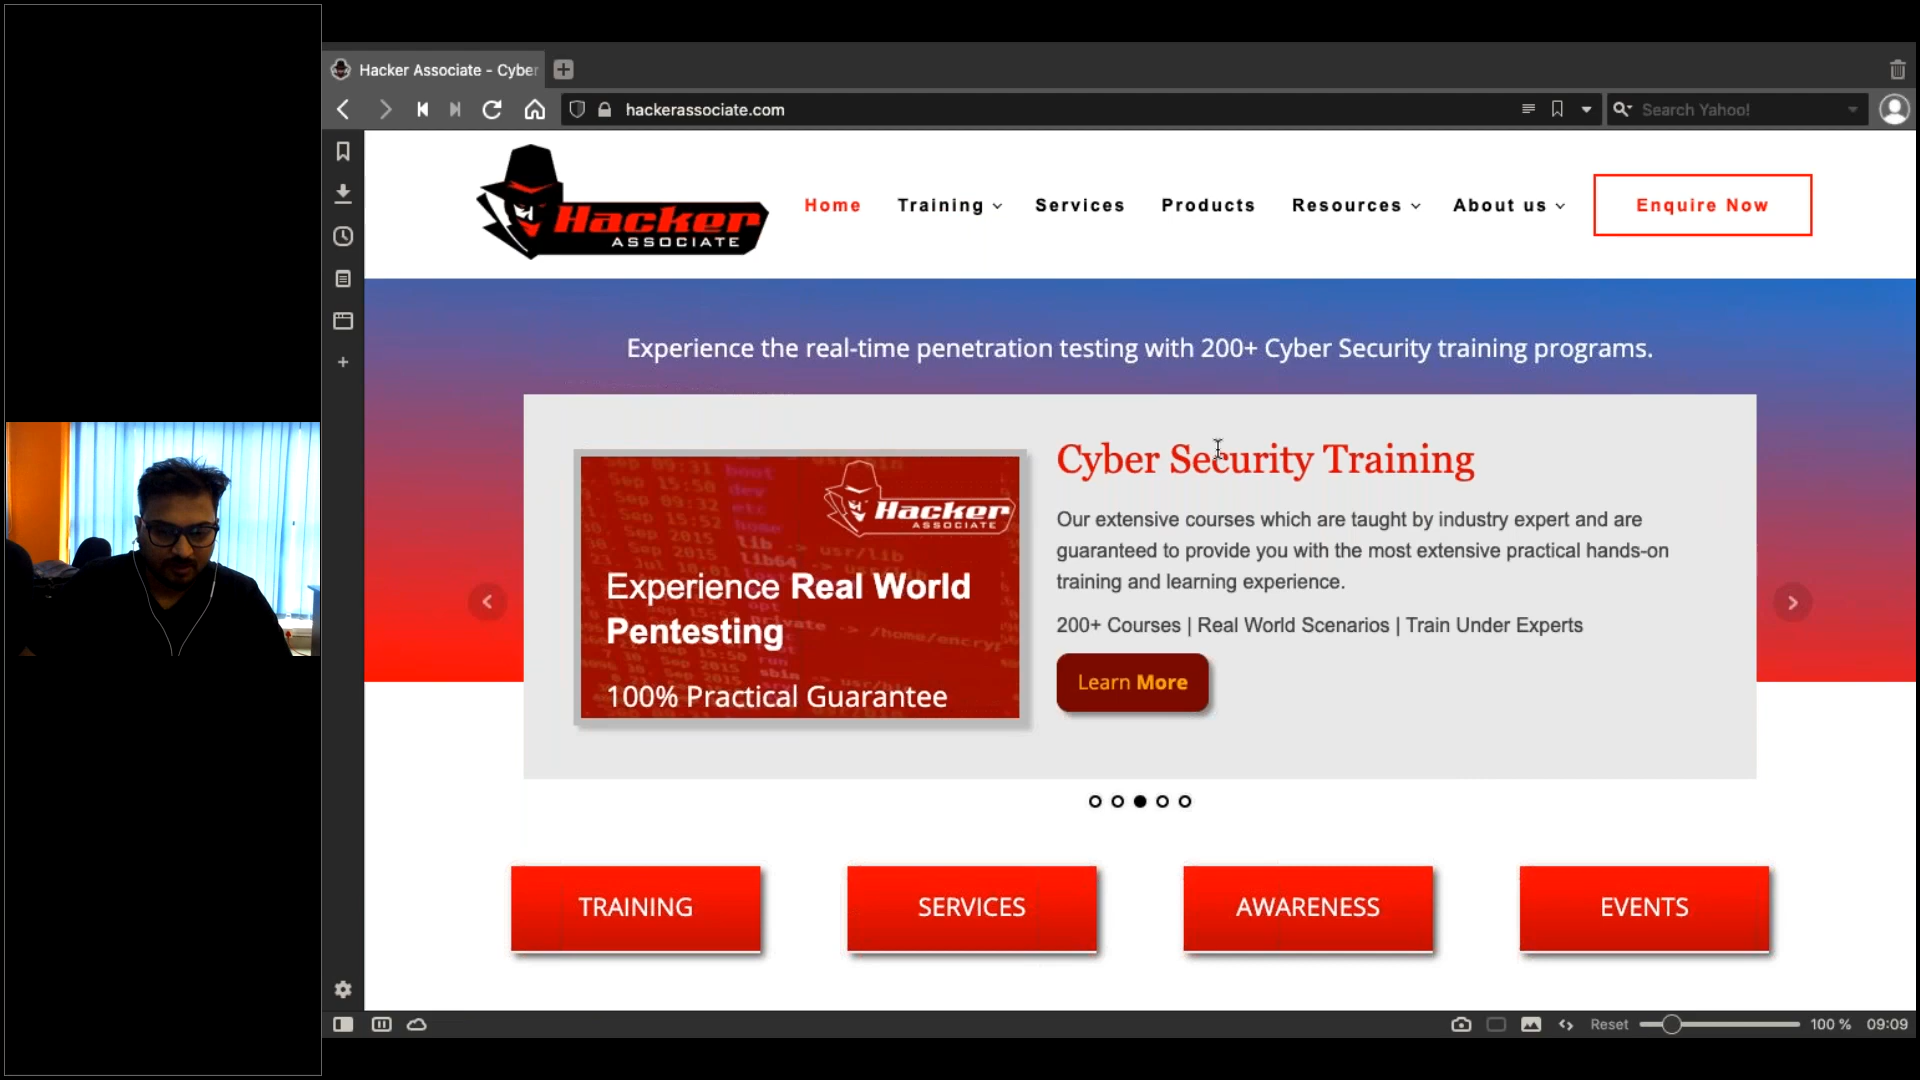 Hacker Associate - Cyber
hackerassociate.com
Search Yahoo!
Hacker
ASSOCIATE
Home
Training
Services
Products
Resources
About us
Enquire Now
Experience the real-time penetration testing with 200+ Cyber Security training programs.
Hacker
ASSOCIATE
Experience Real World
Pentesting
100% Practical Guarantee
Cyber Security Training
Our extensive courses which are taught by industry expert and are
guaranteed to provide you with the most extensive practical hands-on
training and learning experience.
200+ Courses | Real World Scenarios | Train Under Experts
Learn More
TRAINING
SERVICES
AWARENESS
EVENTS
Reset
100 %
09:09